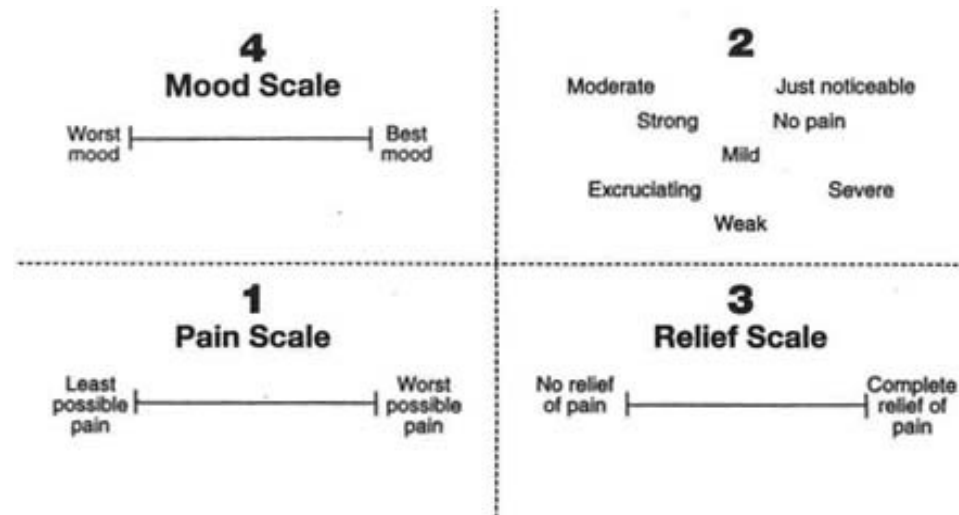 4
Mood Scale
Worst
mood
Best
mood
2
Moderate
Just noticeable
Strong
No pain
Mild
Excruciating
Severe
Weak
1
Pain Scale
Least
possible
pain
Worst
possible
pain
3
Relief Scale
No relief
of pain
Complete
relief of
pain